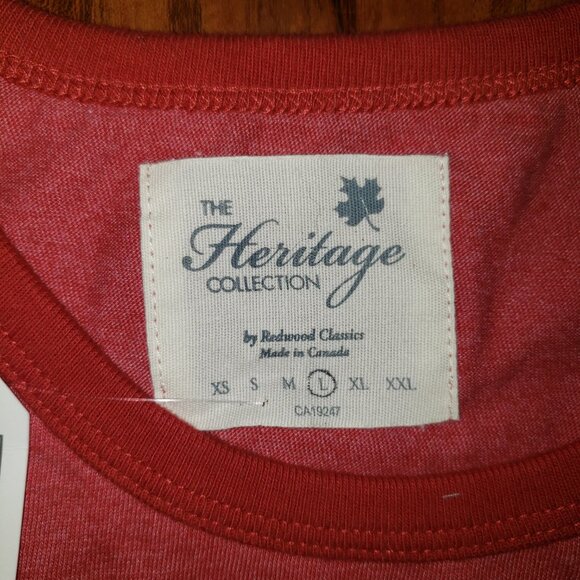 THE
Heritage
COLLECTION
by Redwood Classics
Made in Canada
XS S M L XL XXL
CA19247